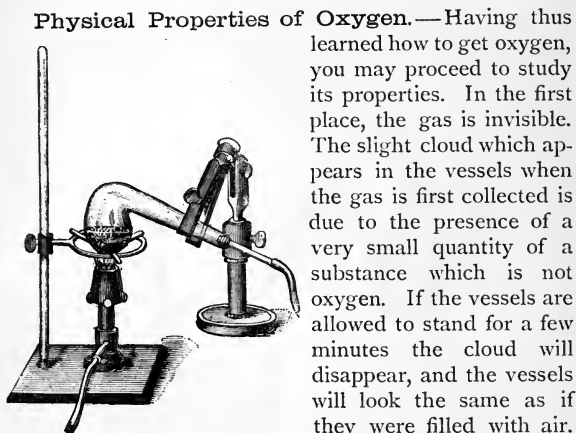 Physical Properties of Oxygen.—Having thus
learned how to get oxygen,
you may proceed to study
its properties. In the first
place, the gas is invisible.
The slight cloud which ap-
pears in the vessels when
the gas is first collected is
due to the presence of a
very small quantity of a
substance which is not
oxygen. If the vessels are
allowed to stand for a few
minutes the cloud will
disappear, and the vessels
will look the same as if
they were filled with air.